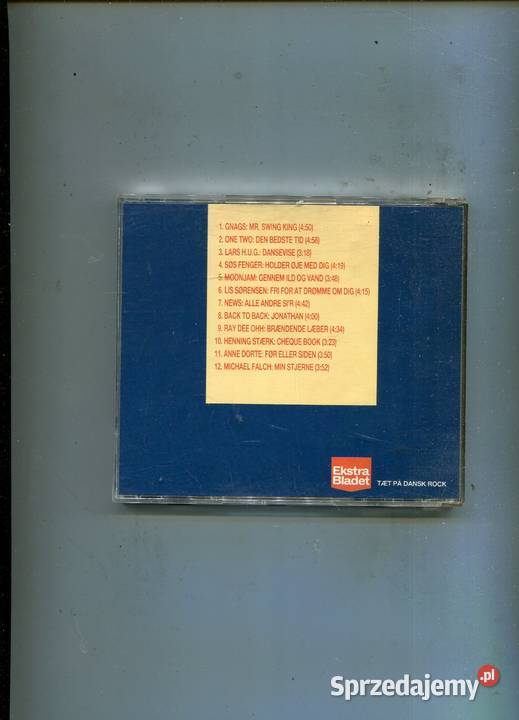 1. GNAGS: MR. SWING KING (4:50)
2. ONE TWO: DEN BEDSTE TID (4:58)
3. LARS H.U.G.: DANSEVISE (3:18)
4. SØS FENGER: HOLDER ØJE MED DIG (4:19)
5. MOONJAM: GENNEM ILD OG VAND (3:48)
6. LIS SØRENSEN: FRI FOR AT DRØMME OM DIG (4:15)
7. NEWS: ALLE ANDRE SI'R (4:42)
8. BACK TO BACK: JONATHAN (4:00)
9. RAY DEE OHH: BRÆNDENDE LÆBER (4:34)
10. HENNING STÆRK: CHEQUE BOOK (3:23)
11. ANNE DORTE: FØR ELLER SIDEN (3:50)
12. MICHAEL FALCH: MIN STJERNE (3:52)
Ekstra
Bladet
TÆT PÅ DANSK ROCK
Sprzedajemy.pl